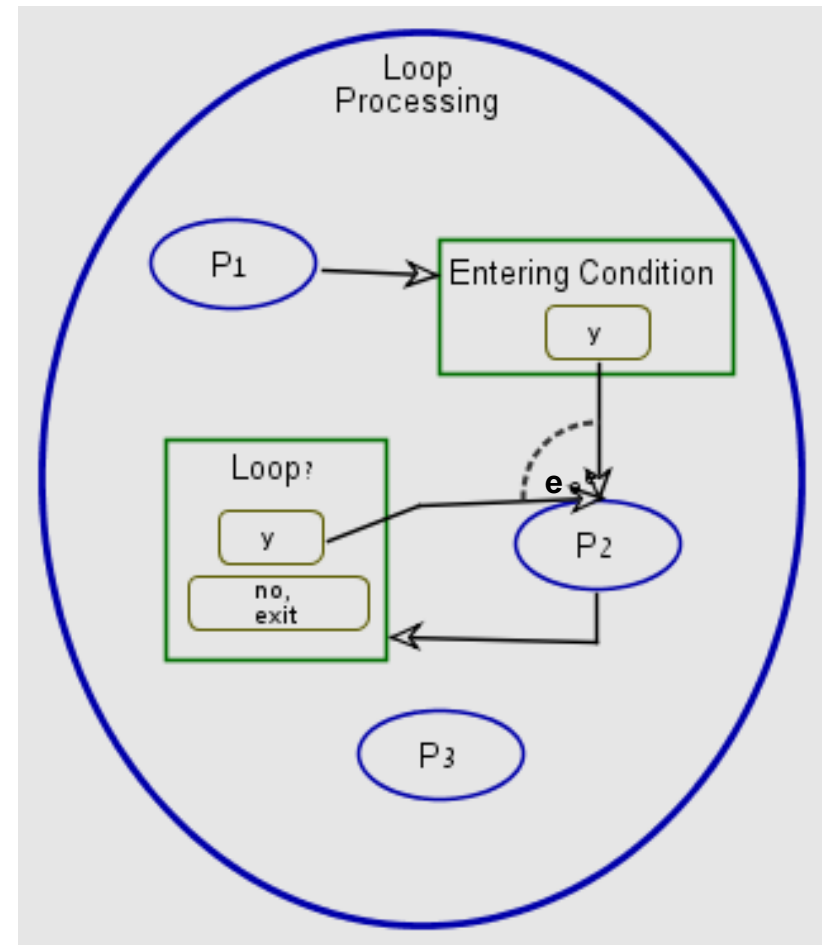 Loop
Processing
P1
Entering Condition
y
Loop?
e
y
P2
no,
exit
P3